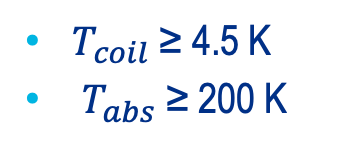 • T_coil ≥ 4.5 K
• T_abs ≥ 200 K